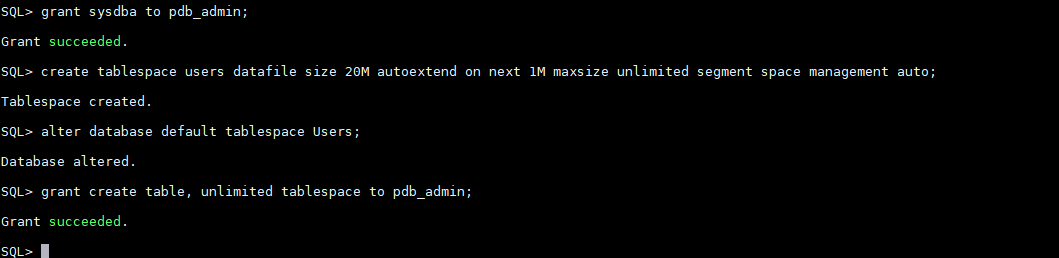 SQL> grant sysdba to pdb_admin;
Grant succeeded.
SQL> create tablespace users datafile size 20M autoextend on next 1M maxsize unlimited segment space management auto;
Tablespace created.
SQL> alter database default tablespace Users;
Database altered.
SQL> grant create table, unlimited tablespace to pdb_admin;
Grant succeeded.
SQL>